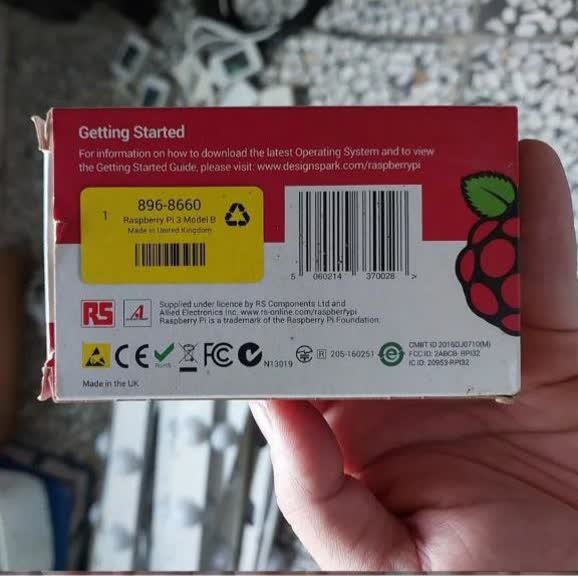 Getting Started
For information on how to download the latest Operating System and to view
the Getting Started Guide, please visit: www.designspark.com/raspberrypi
1
896-8660
Raspberry Pi 3 Model B
Made in United Kingdom
5 060214 370028 >
RS
A
Supplied under licence by RS Components Ltd and
Allied Electronics Inc. www.rs-online.com/raspberrypi
Raspberry Pi is a trademark of the Raspberry Pi Foundation.
CE
RoHS
FCC
N13019
R 205-160251
CMIIT ID 2016DJ0710(M)
FCC ID: 2ABCB-RPI32
IC ID: 20953-RPI32
Made in the UK